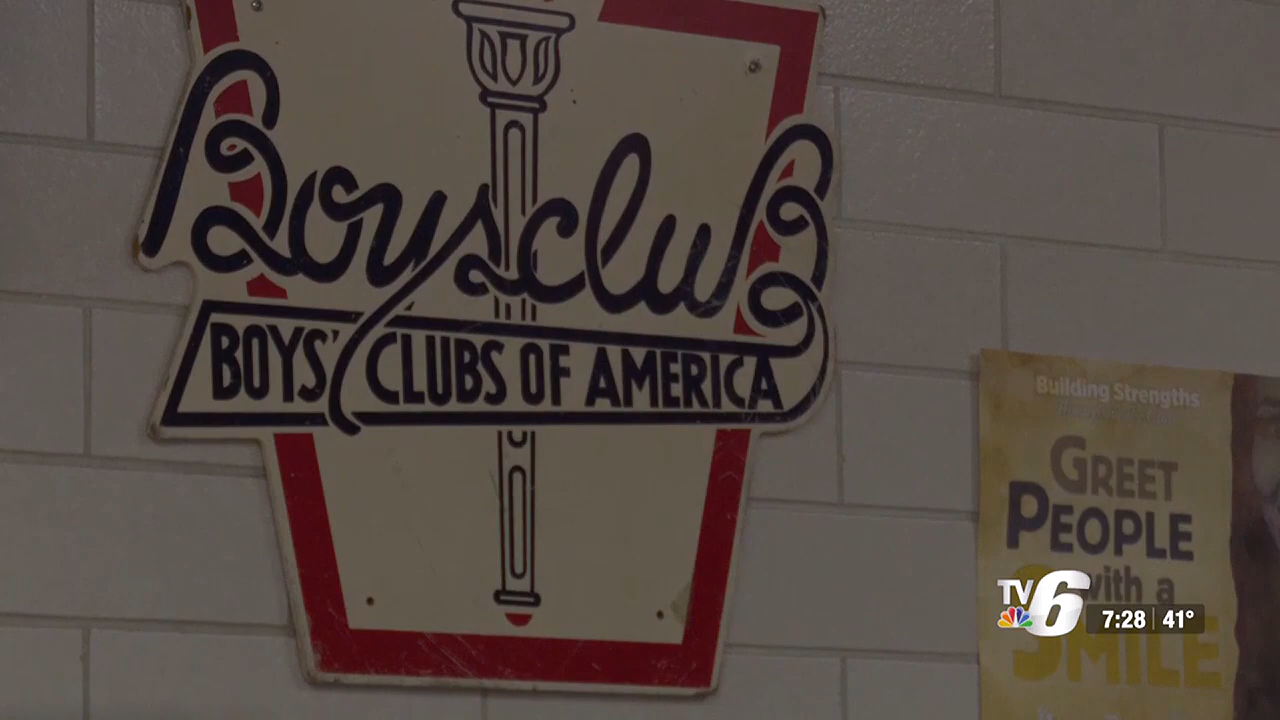 Boysclub
BOYS' CLUBS OF AMERICA
Building Strengths
GREET
PEOPLE
with a
SMILE
TV6
7:28 41°